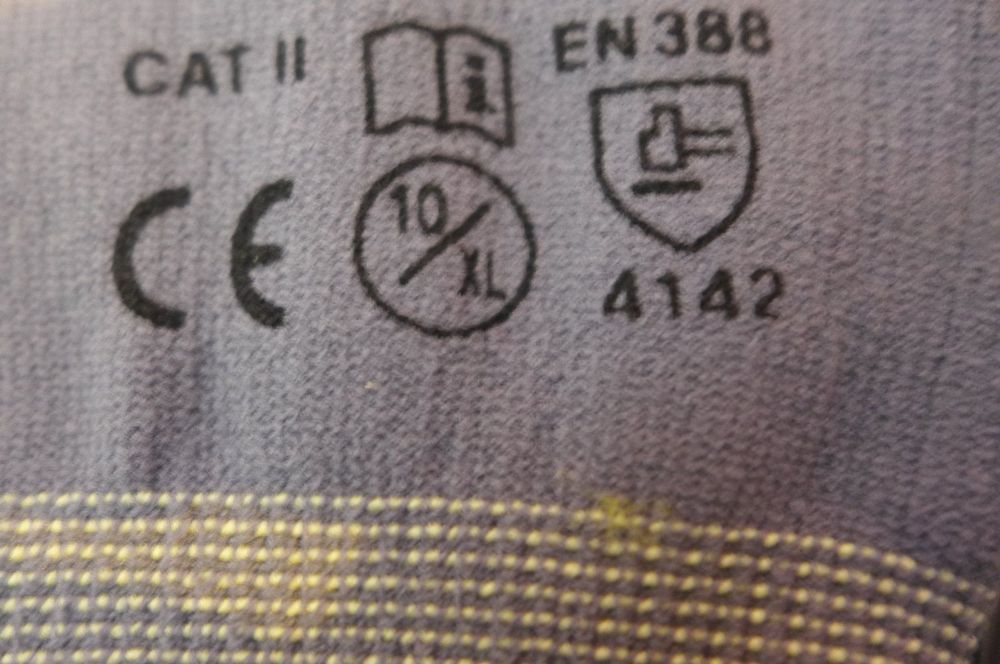 CAT II
EN 388
CE
10/XL
4142